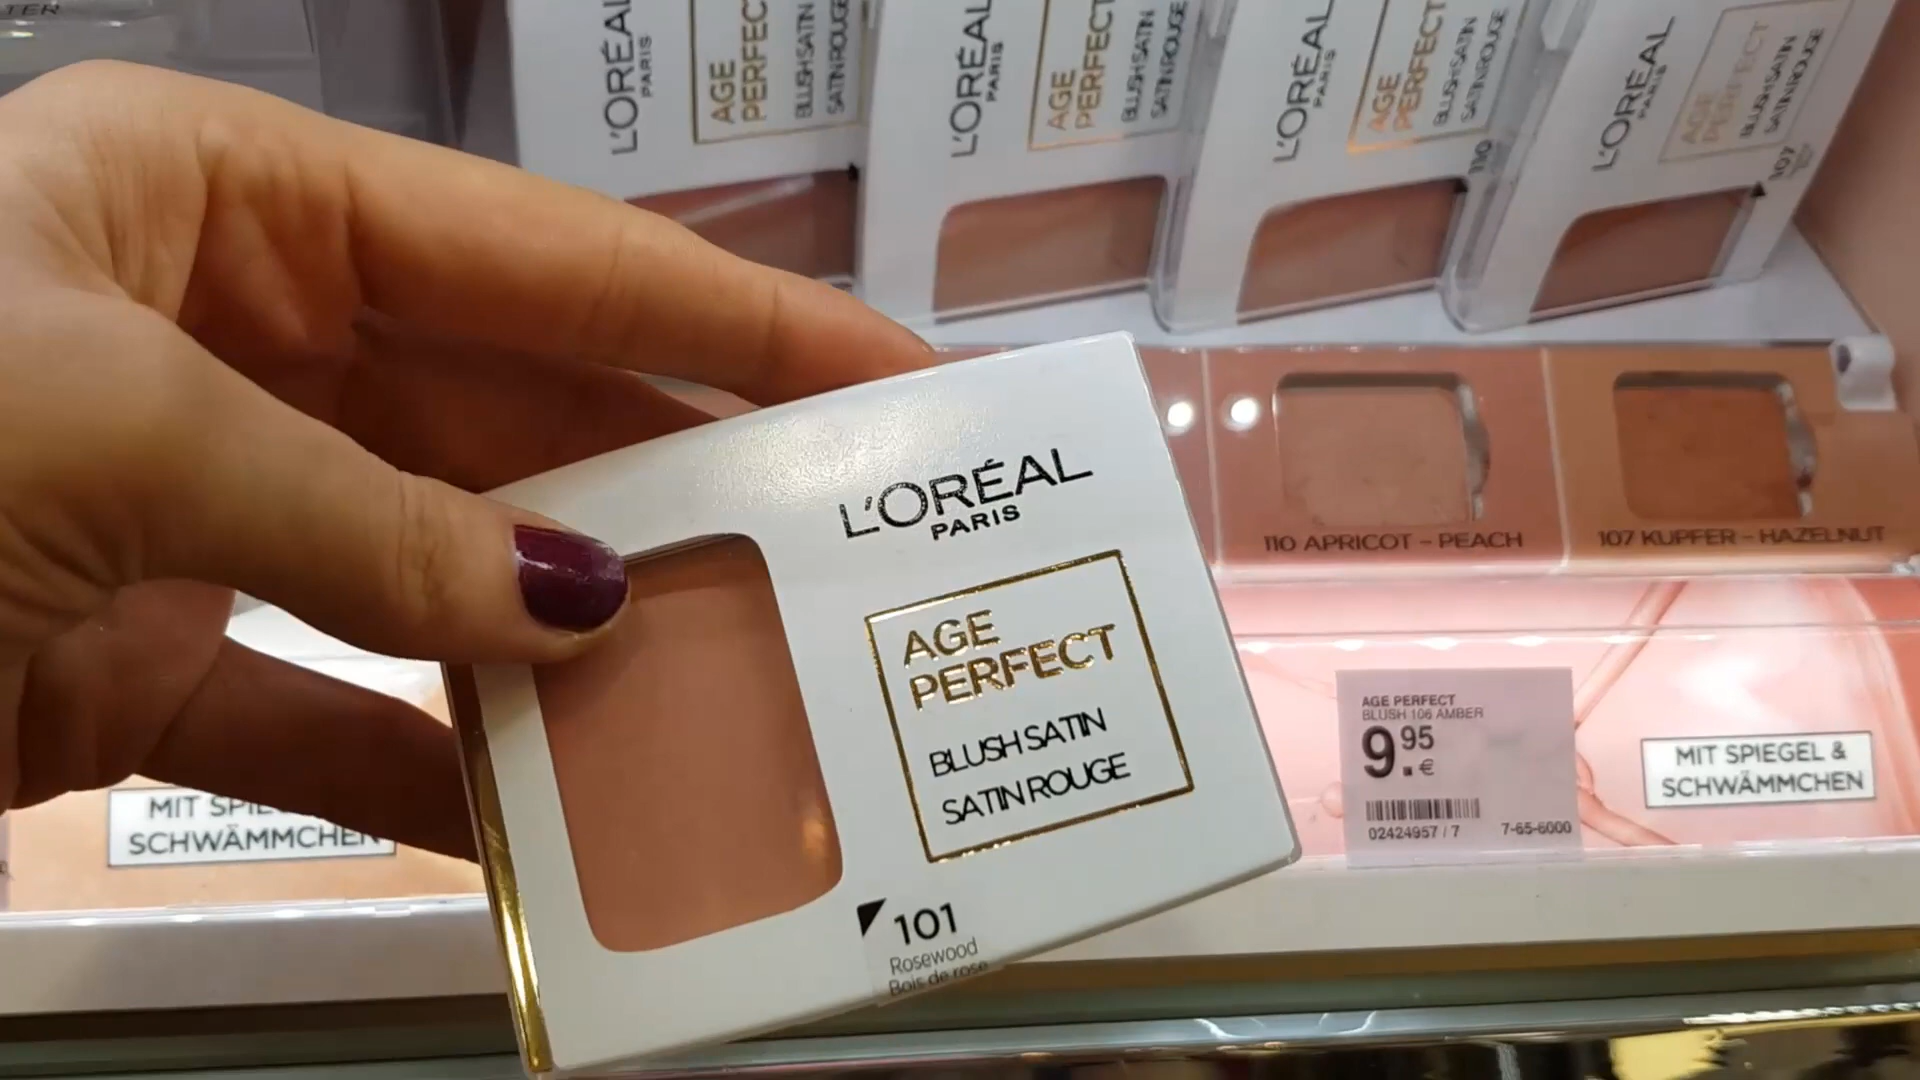 TER
L'ORÉAL
PARIS
AGE
PERFECT
BLUSH SATIN
SATIN ROUGE
L'ORÉAL
PARIS
AGE
PERFECT
BLUSH SATIN
SATIN ROUGE
L'ORÉAL
PARIS
AGE
PERFECT
BLUSH SATIN
SATIN ROUGE
110
L'ORÉAL
PARIS
AGE
PERFECT
BLUSH SATIN
SATIN ROUGE
107
L'ORÉAL
PARIS
AGE
PERFECT
BLUSH SATIN
SATIN ROUGE
101
Rosewood
Bois de rose
110 APRICOT - PEACH
107 KUPFER - HAZELNUT
AGE PERFECT
BLUSH 106 AMBER
9.95 €
02424957 / 7 7-65-6000
MIT SPIEGEL &
SCHWÄMMCHEN
MIT SPIE
SCHWÄMMCHEN